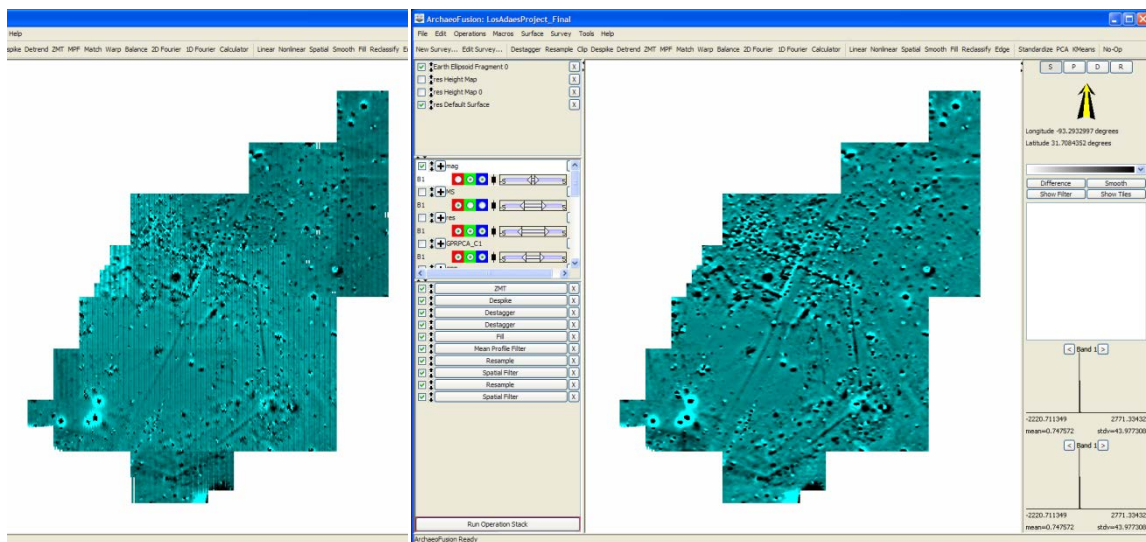 Help
spike Detrend ZMT MPF Match Warp Balance 2D Fourier 1D Fourier Calculator Linear Nonlinear Spatial Smooth Fill Reclassify
ArchaeoFusion: LosAdaesProject_Final
File Edit Operations Macros Surface Survey Tools Help
New Survey... Edit Survey... Destagger Resample Clip Despike Detrend ZMT MPF Match Warp Balance 2D Fourier 1D Fourier Calculator Linear Nonlinear Spatial Smooth Fill Reclassify Edge Standardize PCA KMeans No-Op
Earth Ellipsoid Fragment 0 X
res Height Map X
res Height Map 0 X
res Default Surface X
mag
B1 S S
MS
B1 S S
res
B1 S S
GPRPCA_C1
B1 S S
ZMT X
Despike X
Destagger X
Destagger X
Fill X
Mean Profile Filter X
Resample X
Spatial Filter X
Resample X
Spatial Filter X
Run Operation Stack
ArchaeoFusion Ready
S P D R
Longitude -93.2932997 degrees
Latitude 31.7084352 degrees
Difference Smooth
Show Filter Show Tiles
< Band 1 >
-2220.711349 2771.33432
mean=0.747572 stdv=43.977308
< Band 1 >
-2220.711349 2771.33432
mean=0.747572 stdv=43.977308